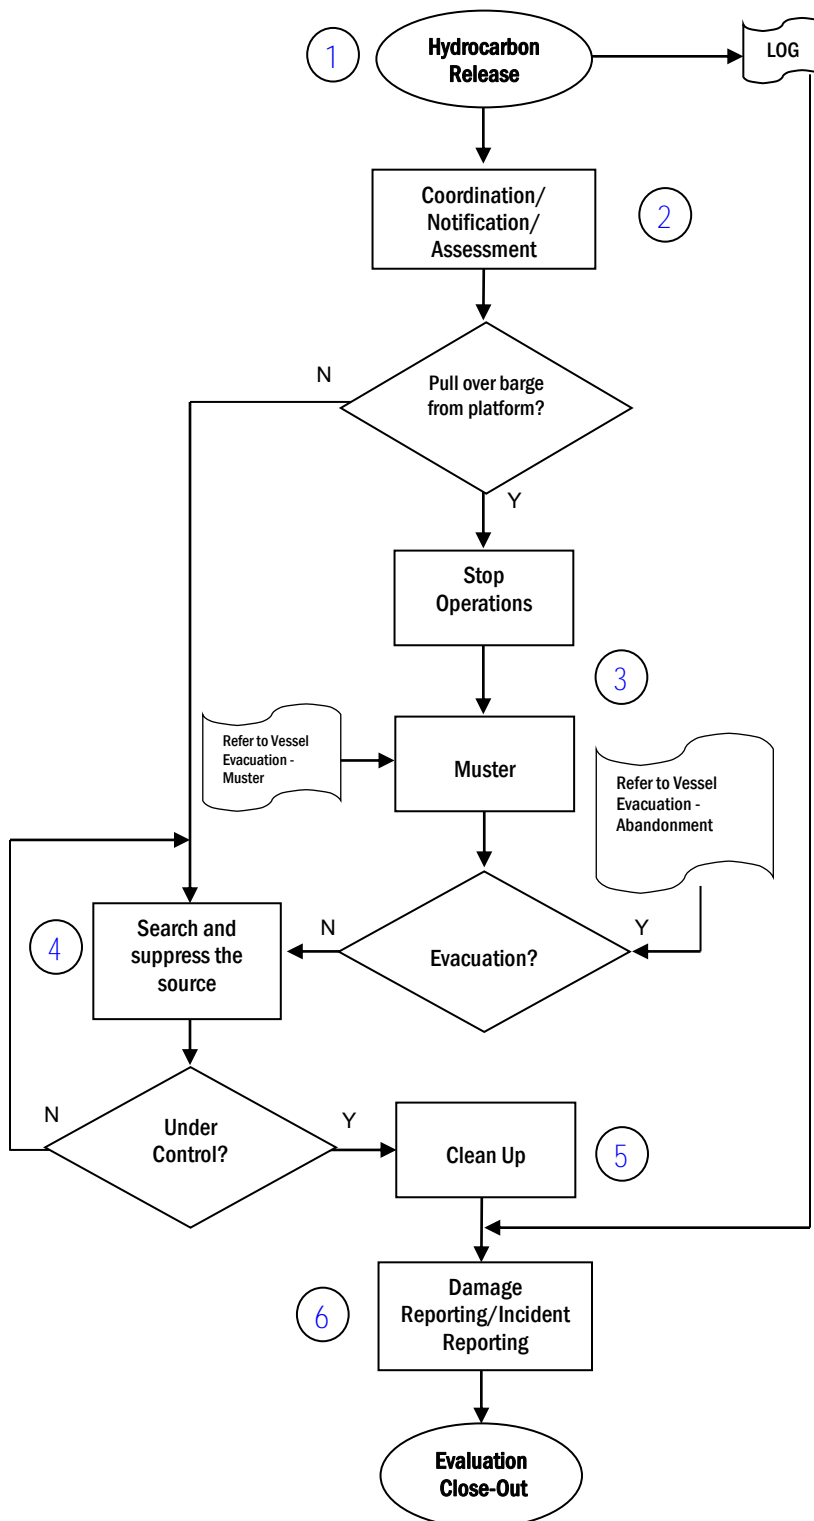 1
Hydrocarbon
Release
LOG
Coordination/
Notification/
Assessment
2
N
Pull over barge
from platform?
Y
Stop
Operations
3
Refer to Vessel
Evacuation -
Muster
Muster
Refer to Vessel
Evacuation -
Abandonment
4
Search and
suppress the
source
N
Evacuation?
Y
N
Under
Control?
Y
Clean Up
5
6
Damage
Reporting/Incident
Reporting
Evaluation
Close-Out